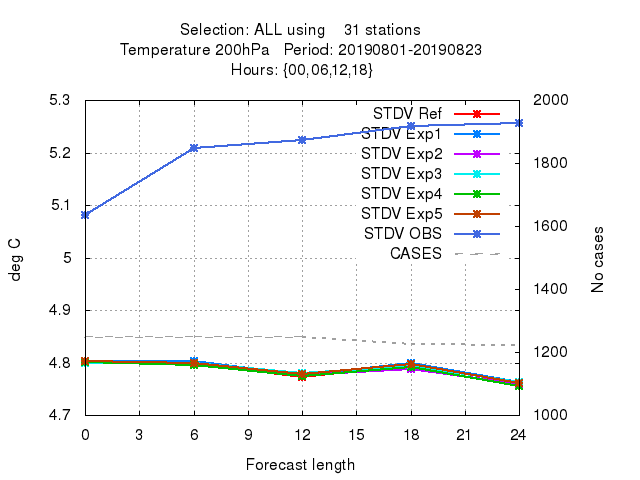 Selection: ALL using    31 stations
Temperature 200hPa   Period: 20190801-20190823
Hours: {00,06,12,18}
5.3
5.2
5.1
5
4.9
4.8
4.7
deg C
STDV Ref
STDV Exp1
STDV Exp2
STDV Exp3
STDV Exp4
STDV Exp5
STDV OBS
CASES
2000
1800
1600
1400
1200
1000
No cases
0 3 6 9 12 15 18 21 24
Forecast length